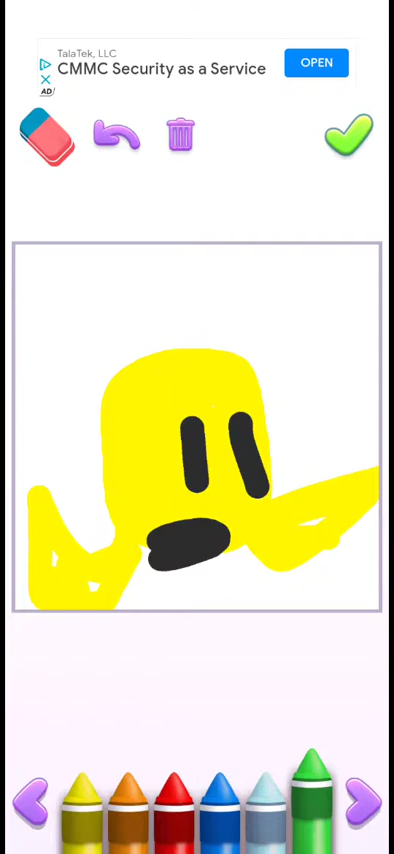 TalaTek, LLC
CMMC Security as a Service
OPEN
AD/